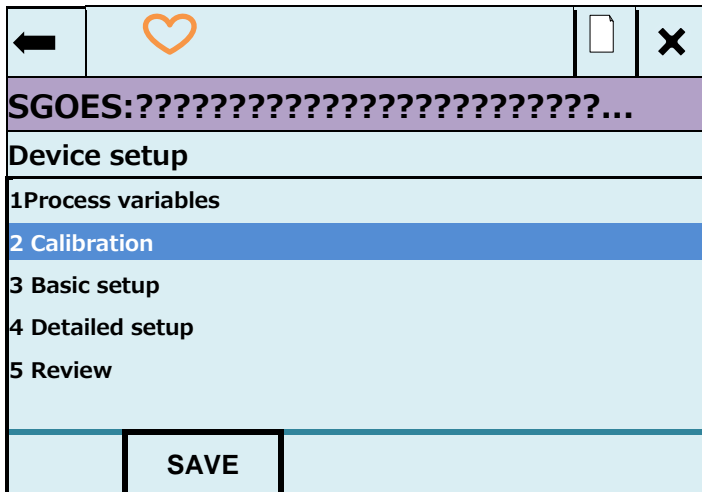 SGOES:?????????????????????????...
Device setup
1Process variables
2 Calibration
3 Basic setup
4 Detailed setup
5 Review
SAVE